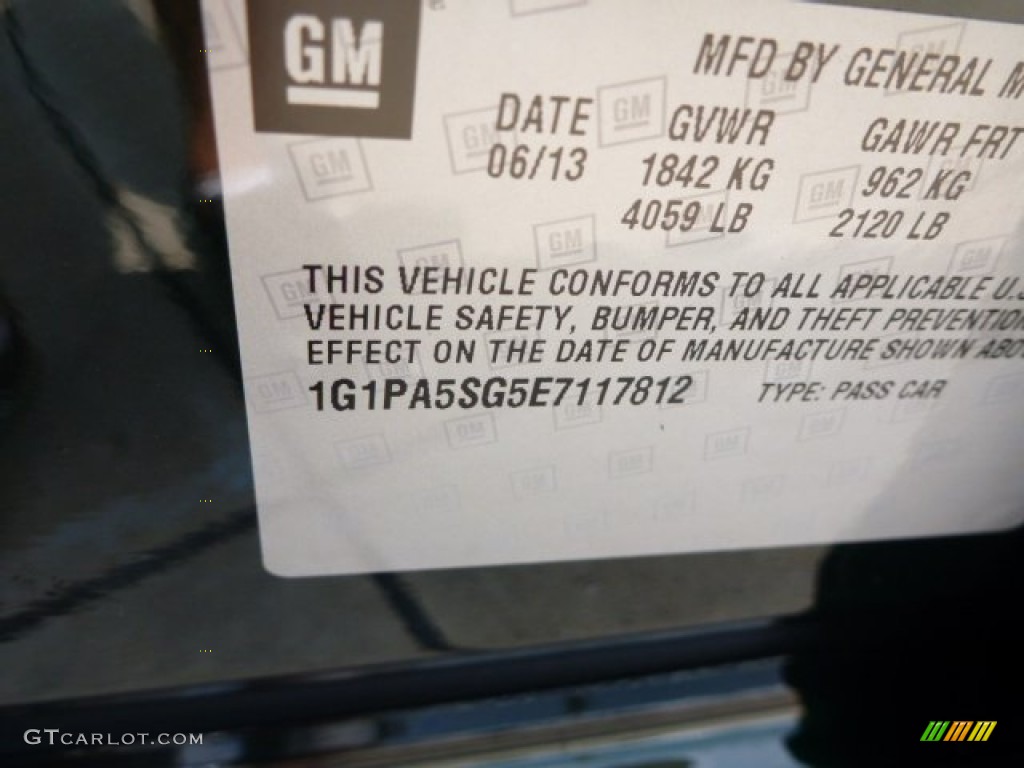 GM
MFD BY GENERAL M
DATE GVWR GAWR FRT
06/13 1842 KG 962 KG
4059 LB 2120 LB
THIS VEHICLE CONFORMS TO ALL APPLICABLE U.S
VEHICLE SAFETY, BUMPER, AND THEFT PREVENTION
EFFECT ON THE DATE OF MANUFACTURE SHOWN ABO
1G1PA5SG5E7117812 TYPE: PASS CAR
GTCARLOT.COM